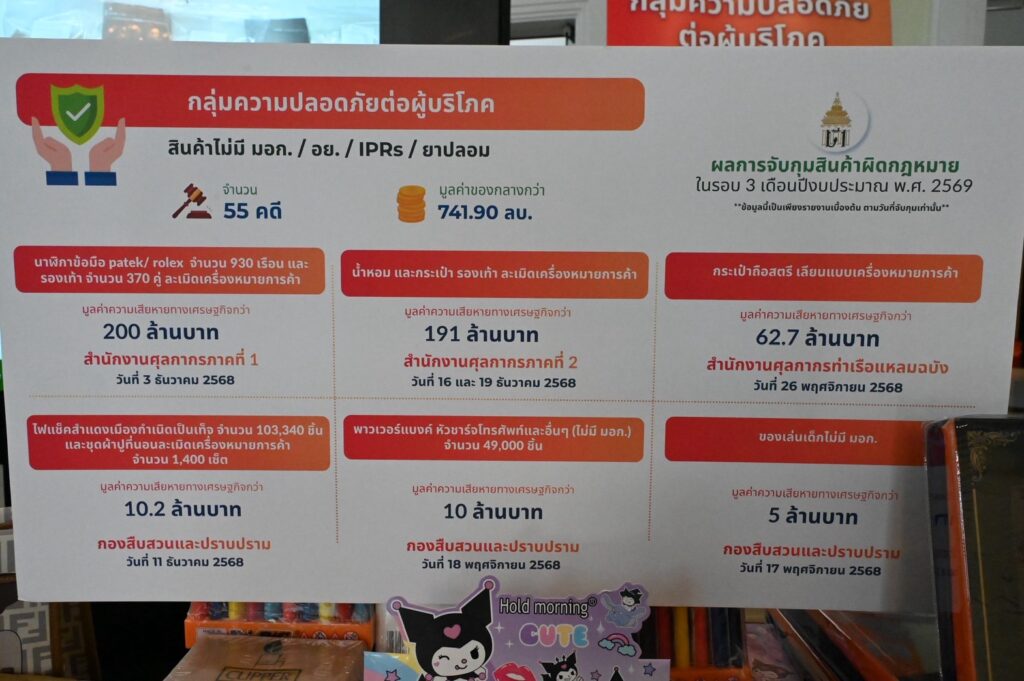 กลุ่มความปลอดภัย
ต่อผู้บริโภค
กลุ่มความปลอดภัยต่อผู้บริโภค
สินค้าไม่มี มอก. / อย. / IPRs / ยาปลอม
จำนวน
55 คดี
มูลค่าของกลางกว่า
741.90 ลบ.
ผลการจับกุมสินค้าผิดกฎหมาย
ในรอบ 3 เดือนปีงบประมาณ พ.ศ. 2569
**ข้อมูลนี้เป็นเพียงรายงานเบื้องต้น ตามวันที่จับกุมเท่านั้น**
นาฬิกาข้อมือ patek/ rolex จำนวน 930 เรือน และ
รองเท้า จำนวน 370 คู่ ละเมิดเครื่องหมายการค้า
มูลค่าความเสียหายทางเศรษฐกิจกว่า
200 ล้านบาท
สำนักงานศุลกากรภาคที่ 1
วันที่ 3 ธันวาคม 2568
น้ำหอม และกระเป๋า รองเท้า ละเมิดเครื่องหมายการค้า
มูลค่าความเสียหายทางเศรษฐกิจกว่า
191 ล้านบาท
สำนักงานศุลกากรภาคที่ 2
วันที่ 16 และ 19 ธันวาคม 2568
กระเป๋าถือสตรี เลียนแบบเครื่องหมายการค้า
มูลค่าความเสียหายทางเศรษฐกิจกว่า
62.7 ล้านบาท
สำนักงานศุลกากรท่าเรือแหลมฉบัง
วันที่ 26 พฤศจิกายน 2568
ไฟแช็คสำแดงเมืองกำเนิดเป็นเท็จ จำนวน 103,340 ชิ้น
และชุดผ้าปูที่นอนละเมิดเครื่องหมายการค้า
จำนวน 1,400 เซ็ต
มูลค่าความเสียหายทางเศรษฐกิจกว่า
10.2 ล้านบาท
กองสืบสวนและปราบปราม
วันที่ 11 ธันวาคม 2568
พาวเวอร์แบงค์ หัวชาร์จโทรศัพท์และอื่นๆ (ไม่มี มอก.)
จำนวน 49,000 ชิ้น
มูลค่าความเสียหายทางเศรษฐกิจกว่า
10 ล้านบาท
กองสืบสวนและปราบปราม
วันที่ 18 พฤศจิกายน 2568
ของเล่นเด็กไม่มี มอก.
มูลค่าความเสียหายทางเศรษฐกิจกว่า
5 ล้านบาท
กองสืบสวนและปราบปราม
วันที่ 17 พฤศจิกายน 2568
Hold morning®
CUTE
CLIPPER